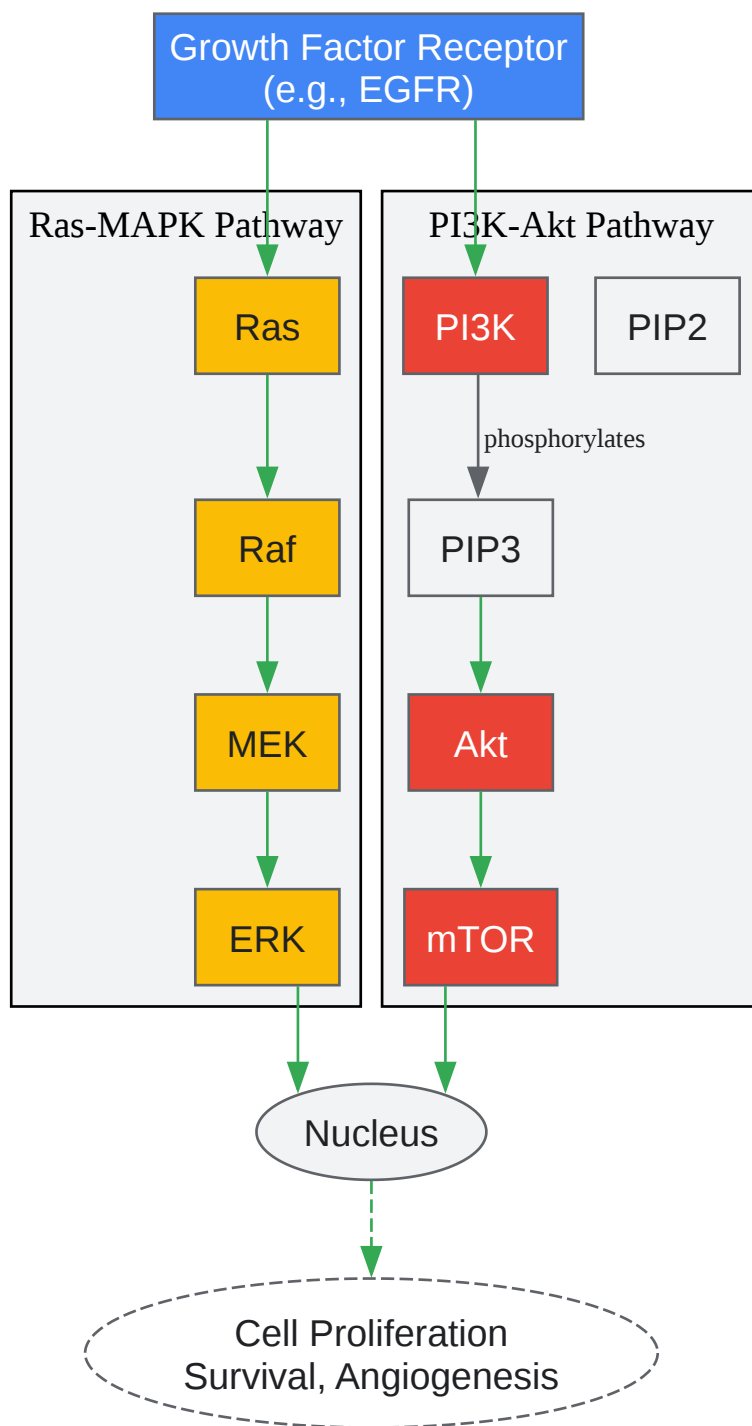 Growth Factor Receptor
(e.g., EGFR)
Ras-MAPK Pathway
PI3K-Akt Pathway
Ras
PI3K
PIP2
phosphorylates
Raf
PIP3
MEK
Akt
ERK
mTOR
Nucleus
Cell Proliferation
Survival, Angiogenesis